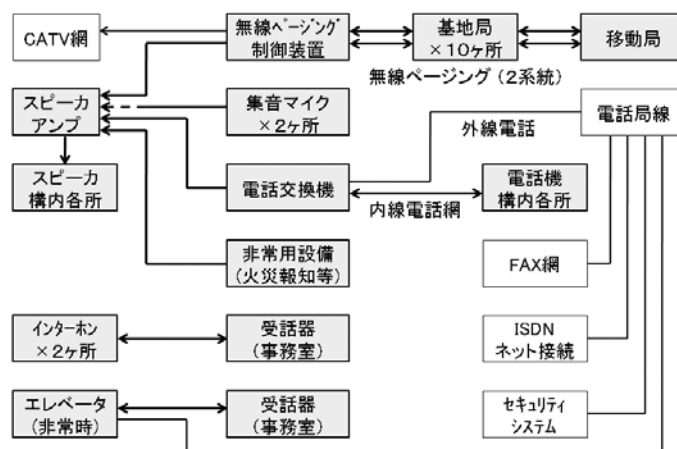 CATV網
無線ページング
制御装置
基地局
×10ヶ所
移動局
無線ページング (2系統)
スピーカ
アンプ
集音マイク
×2ヶ所
電話局線
外線電話
スピーカ
構内各所
電話交換機
電話機
構内各所
内線電話網
非常用設備
(火災報知等)
FAX網
インターホン
×2ヶ所
受話器
(事務室)
ISDN
ネット接続
エレベータ
(非常時)
受話器
(事務室)
セキュリティ
システム